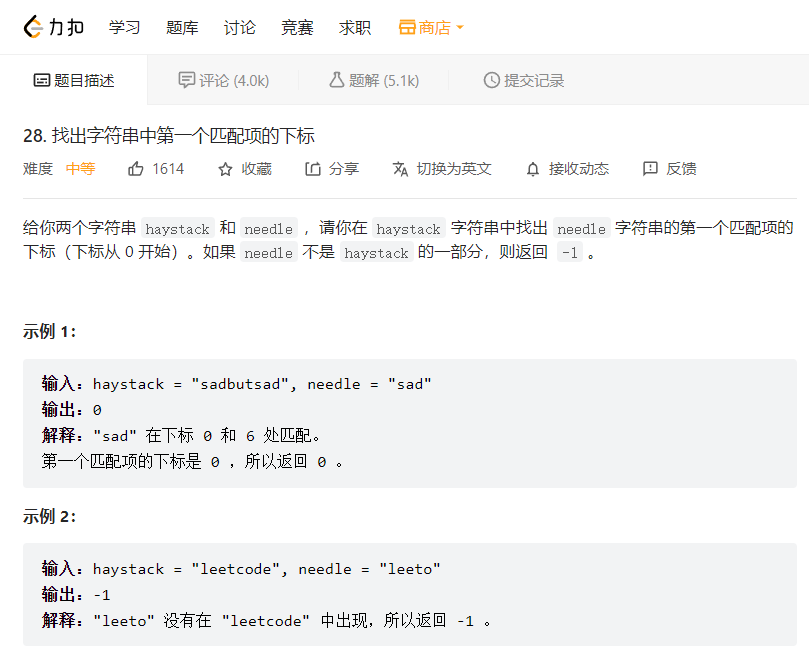 力扣 学习 题库 讨论 竞赛 求职 商店
题目描述 评论 (4.0k) 题解 (5.1k) 提交记录
28. 找出字符串中第一个匹配项的下标
难度 中等 1614 收藏 分享 切换为英文 接收动态 反馈
给你两个字符串 haystack 和 needle ，请你在 haystack 字符串中找出 needle 字符串的第一个匹配项的
下标（下标从 0 开始）。如果 needle 不是 haystack 的一部分，则返回 -1 。
示例 1：
输入：haystack = "sadbutsad", needle = "sad"
输出：0
解释："sad" 在下标 0 和 6 处匹配。
第一个匹配项的下标是 0 ，所以返回 0 。
示例 2：
输入：haystack = "leetcode", needle = "leeto"
输出：-1
解释："leeto" 没有在 "leetcode" 中出现，所以返回 -1 。